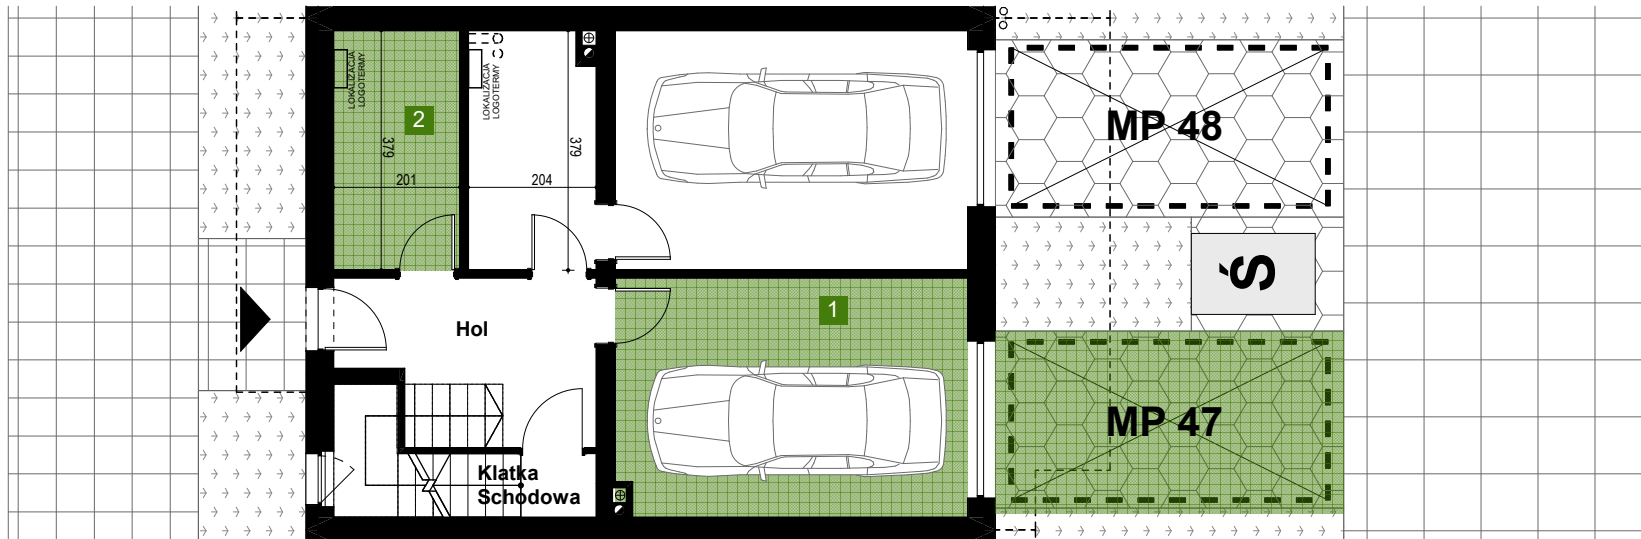 LOKALIZACJA
LOGOTERMY
2
379
201
LOKALIZACJA
LOGOTERMY
379
204
MP 48
Ś
1
Hol
MP 47
Klatka
Schodowa